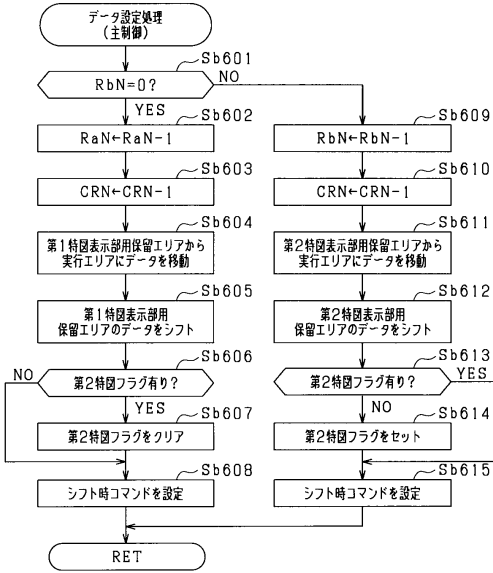 データ設定処理
(主制御)
Sb601
RbN=0?
NO
YES
Sb602
RaN←RaN-1
Sb603
CRN←CRN-1
Sb604
第1特図表示部用保留エリアから
実行エリアにデータを移動
Sb605
第1特図表示部用
保留エリアのデータをシフト
Sb606
NO
第2特図フラグ有り?
YES
Sb607
第2特図フラグをクリア
Sb608
シフト時コマンドを設定
RET
Sb609
RbN←RbN-1
Sb610
CRN←CRN-1
Sb611
第2特図表示部用保留エリアから
実行エリアにデータを移動
Sb612
第2特図表示部用
保留エリアのデータをシフト
Sb613
第2特図フラグ有り?
YES
NO
Sb614
第2特図フラグをセット
Sb615
シフト時コマンドを設定